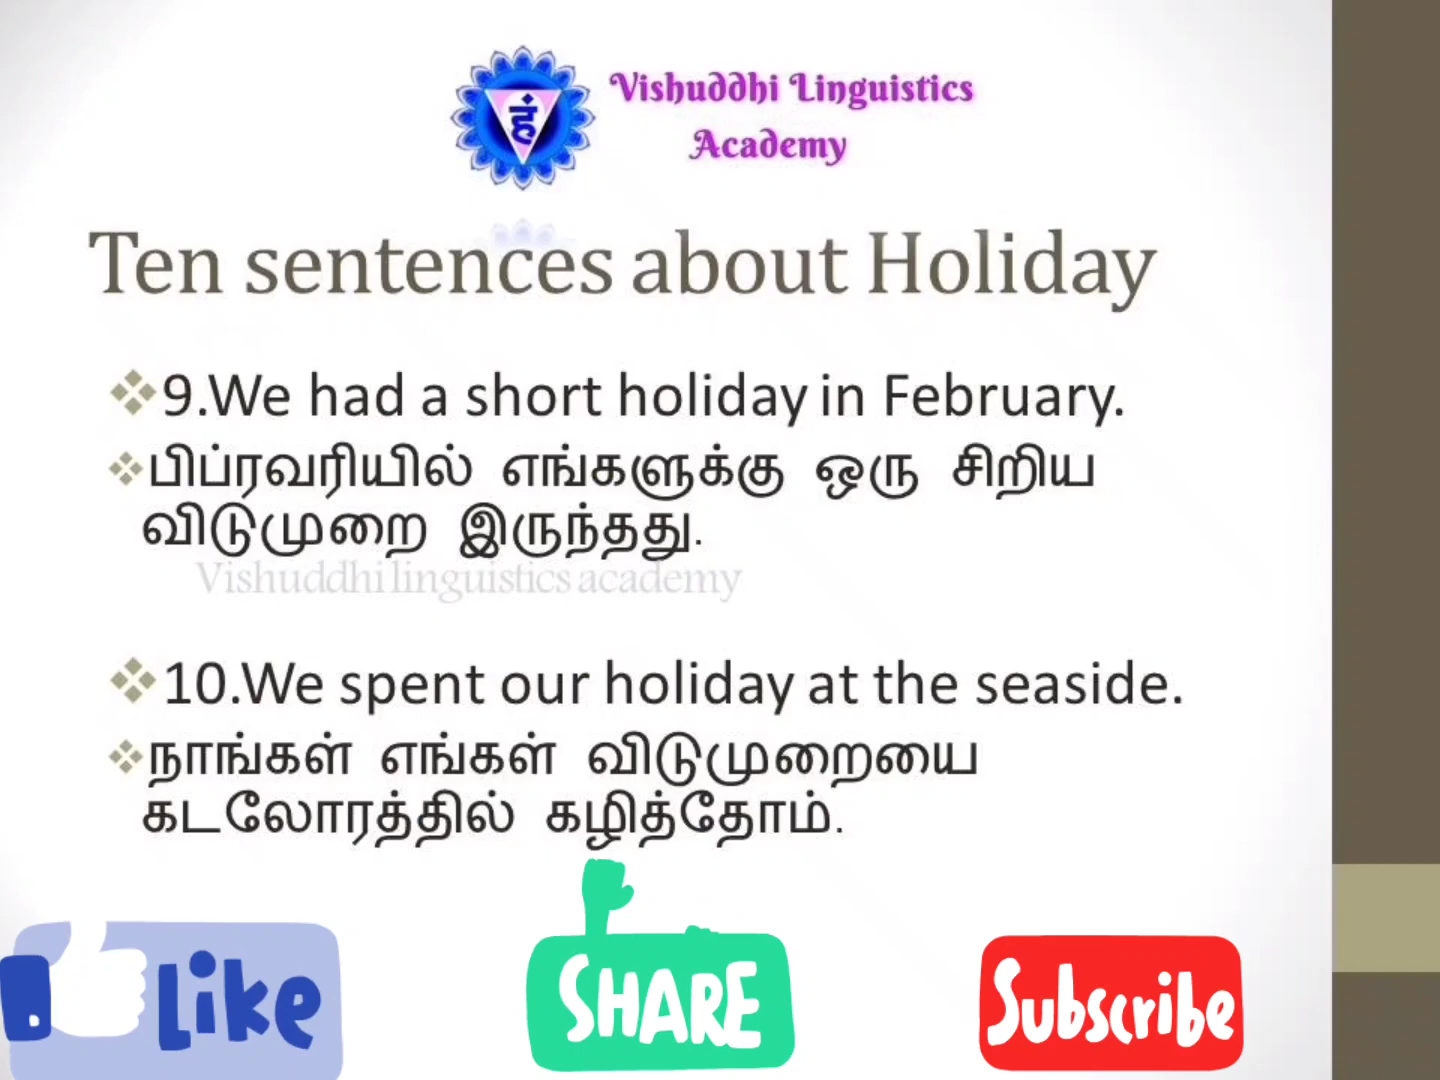 हं
Vishuddhi Linguistics
Academy
Ten sentences about Holiday
9.We had a short holiday in February.
பிப்ரவரியில் எங்களுக்கு ஒரு சிறிய
விடுமுறை இருந்தது.
Vishuddhi linguistics academy
10.We spent our holiday at the seaside.
நாங்கள் எங்கள் விடுமுறையை
கடலோரத்தில் கழித்தோம்.
Like
SHARE
Subscribe